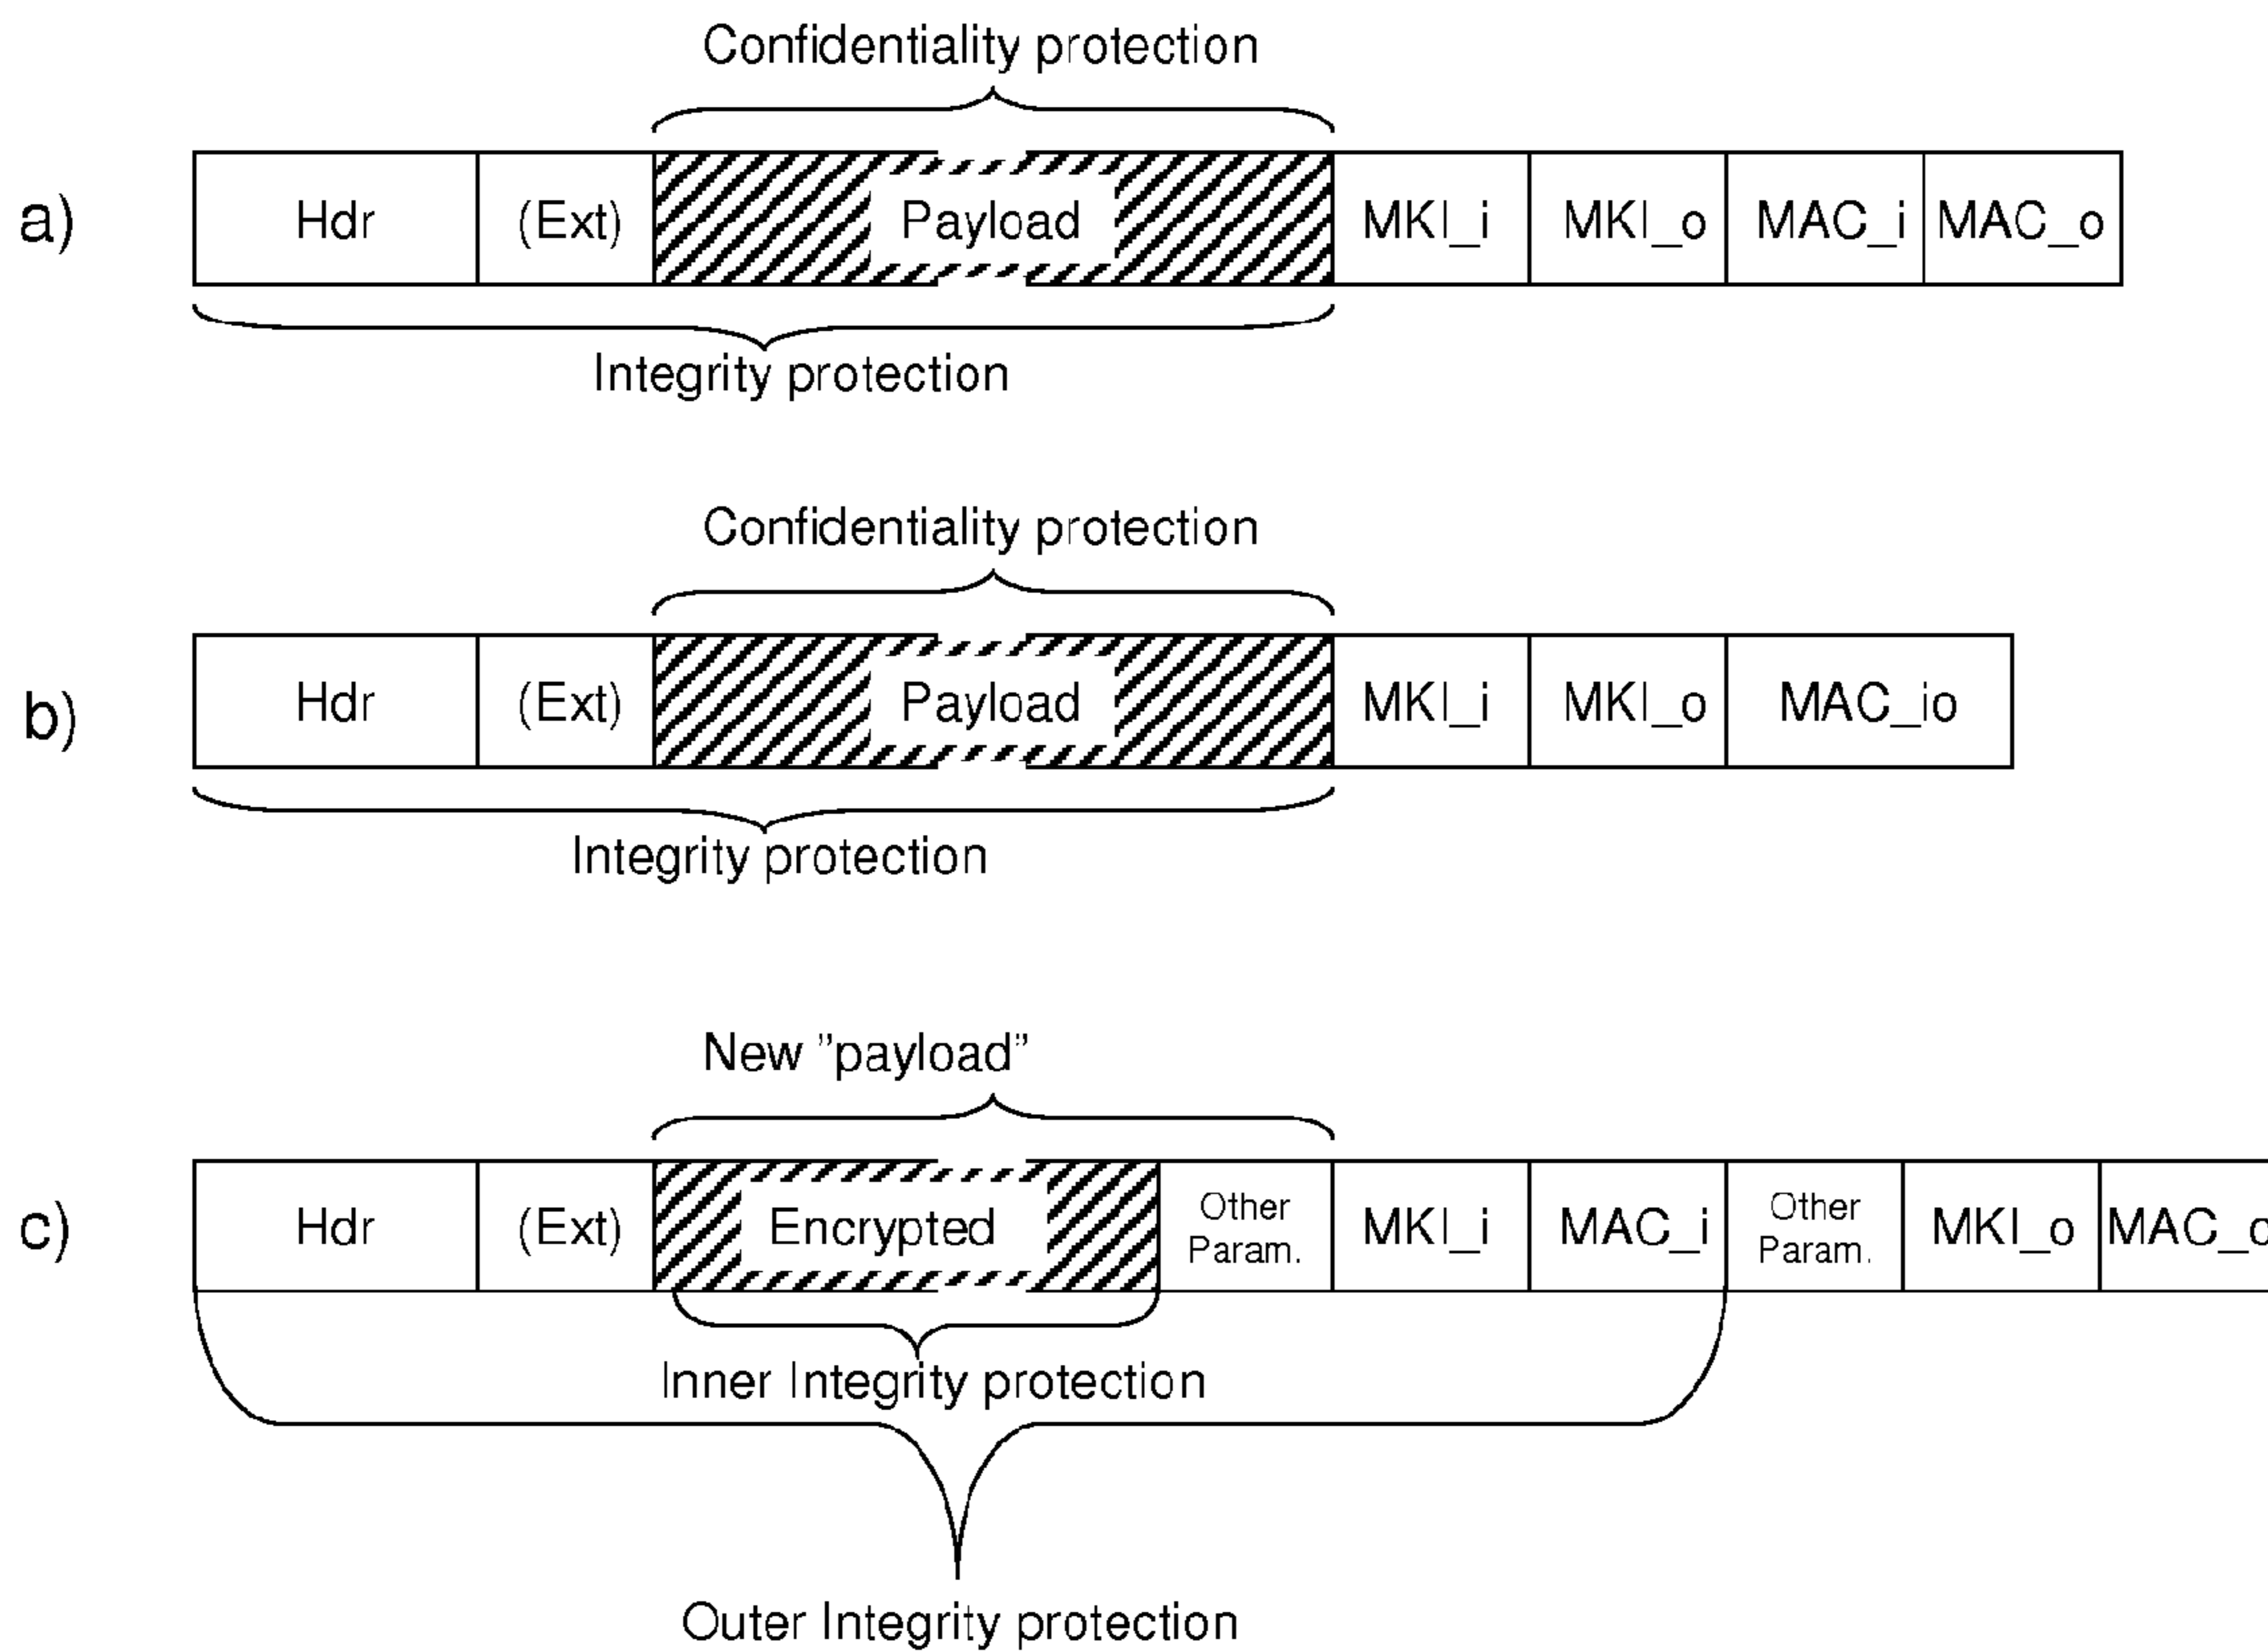 Confidentiality protection
a) Hdr (Ext) Payload MKI_i MKI_o MAC_i MAC_o
Integrity protection
Confidentiality protection
b) Hdr (Ext) Payload MKI_i MKI_o MAC_io
Integrity protection
New ”payload”
c) Hdr (Ext) Encrypted Other Param. MKI_i MAC_i Other Param. MKI_o MAC_o
Inner Integrity protection
Outer Integrity protection